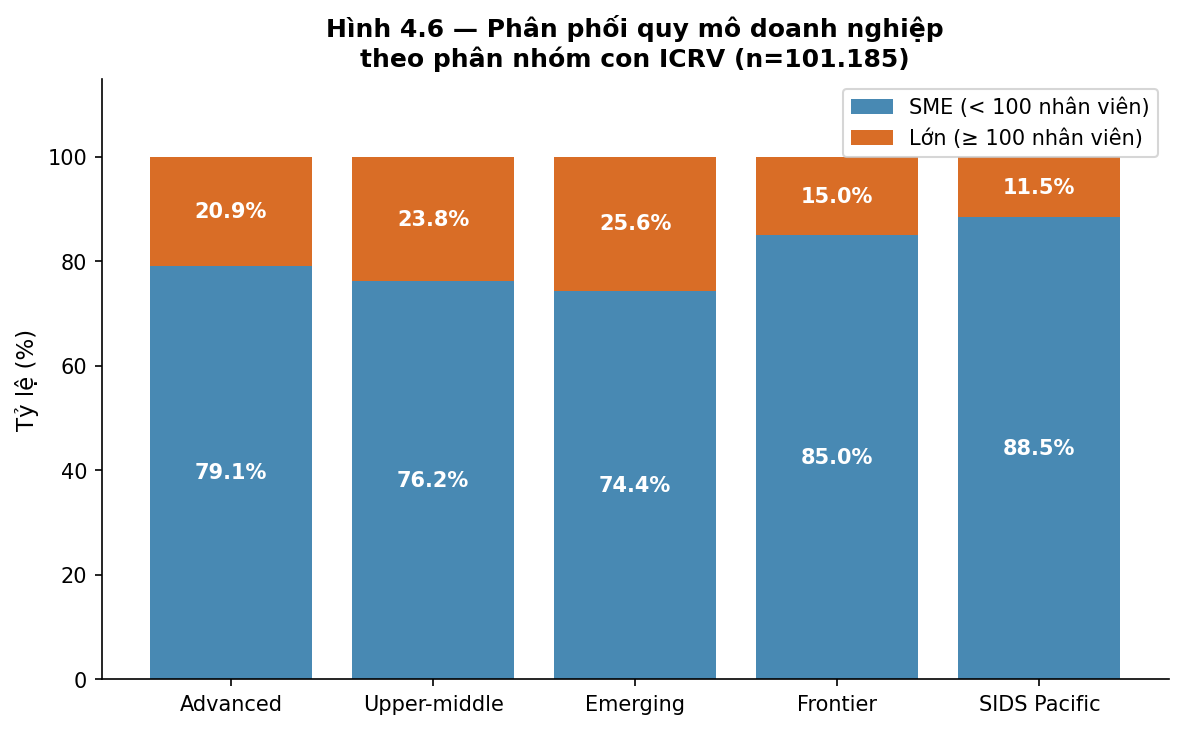 Hình 4.6 — Phân phối quy mô doanh nghiệp
theo phân nhóm con ICRV (n=101.185)
SME (< 100 nhân viên)
Lớn (≥ 100 nhân viên)
Tỷ lệ (%)
100
80
60
40
20
0
20.9%
23.8%
25.6%
15.0%
11.5%
79.1%
76.2%
74.4%
85.0%
88.5%
Advanced
Upper-middle
Emerging
Frontier
SIDS Pacific